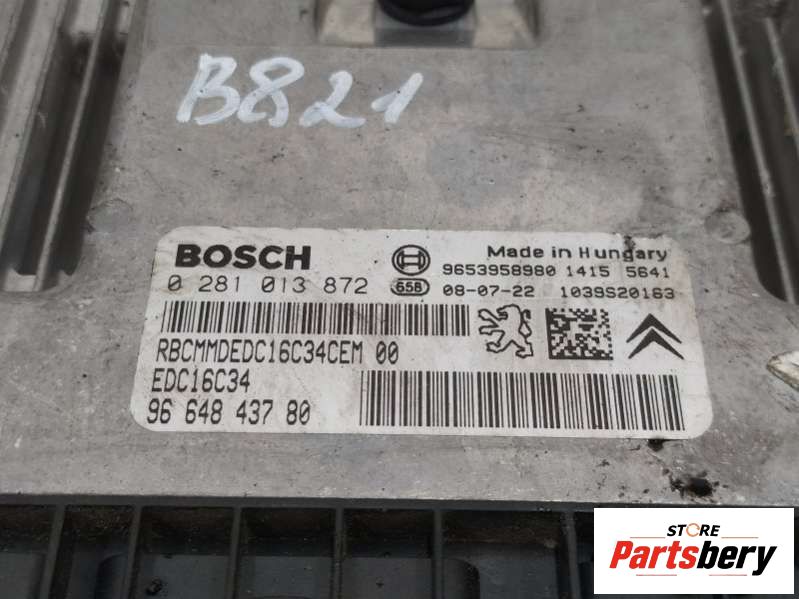 B821
BOSCH
Made in Hungary
9653958980 1415 5641
0 281 013 872
658 08-07-22 1039S20163
RBCMMDEDC16C34CEM 00
EDC16C34
96 648 437 80
STORE
Partsbery